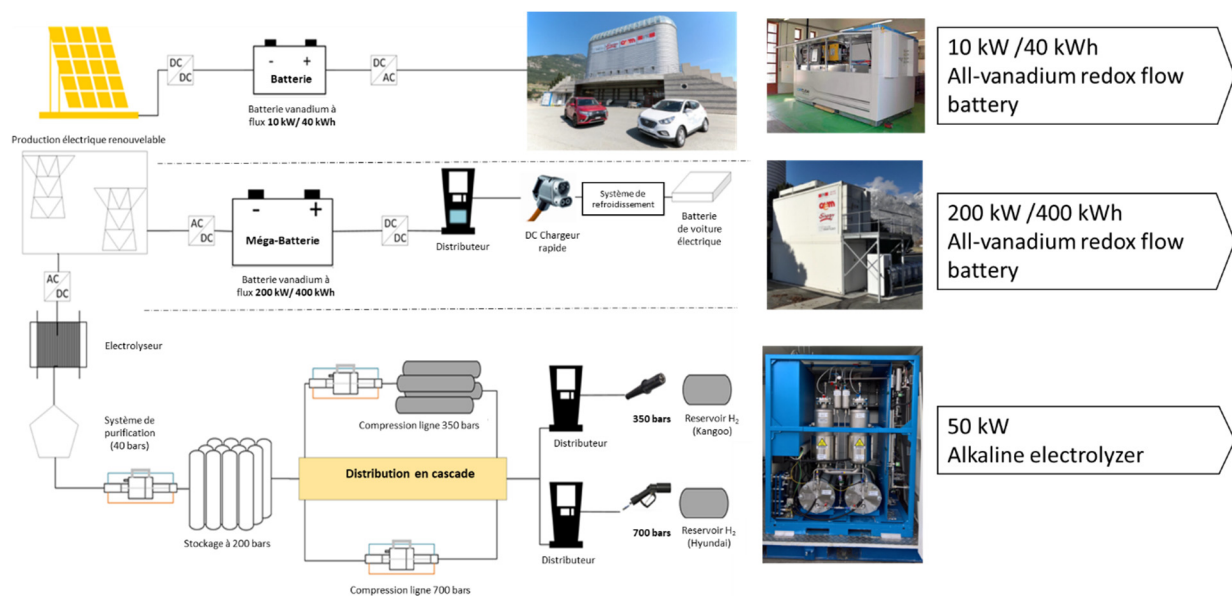 DC
DC
-
+
Batterie
DC
AC
Batterie vanadium à
flux 10 kW/ 40 kWh
Production électrique renouvelable
10 kW /40 kWh
All-vanadium redox flow
battery
AC
DC
-
+
Méga-Batterie
DC
DC
Distributeur
DC Chargeur
rapide
Système de
refroidissement
Batterie
de voiture
électrique
Batterie vanadium à
flux 200 kW/ 400 kWh
200 kW /400 kWh
All-vanadium redox flow
battery
AC
DC
Electrolyseur
Système de
purification
(40 bars)
Stockage à 200 bars
Compression ligne 350 bars
Distribution en cascade
Compression ligne 700 bars
Distributeur
350 bars
Reservoir H₂
(Kangoo)
Distributeur
700 bars
Reservoir H₂
(Hyundai)
50 kW
Alkaline electrolyzer